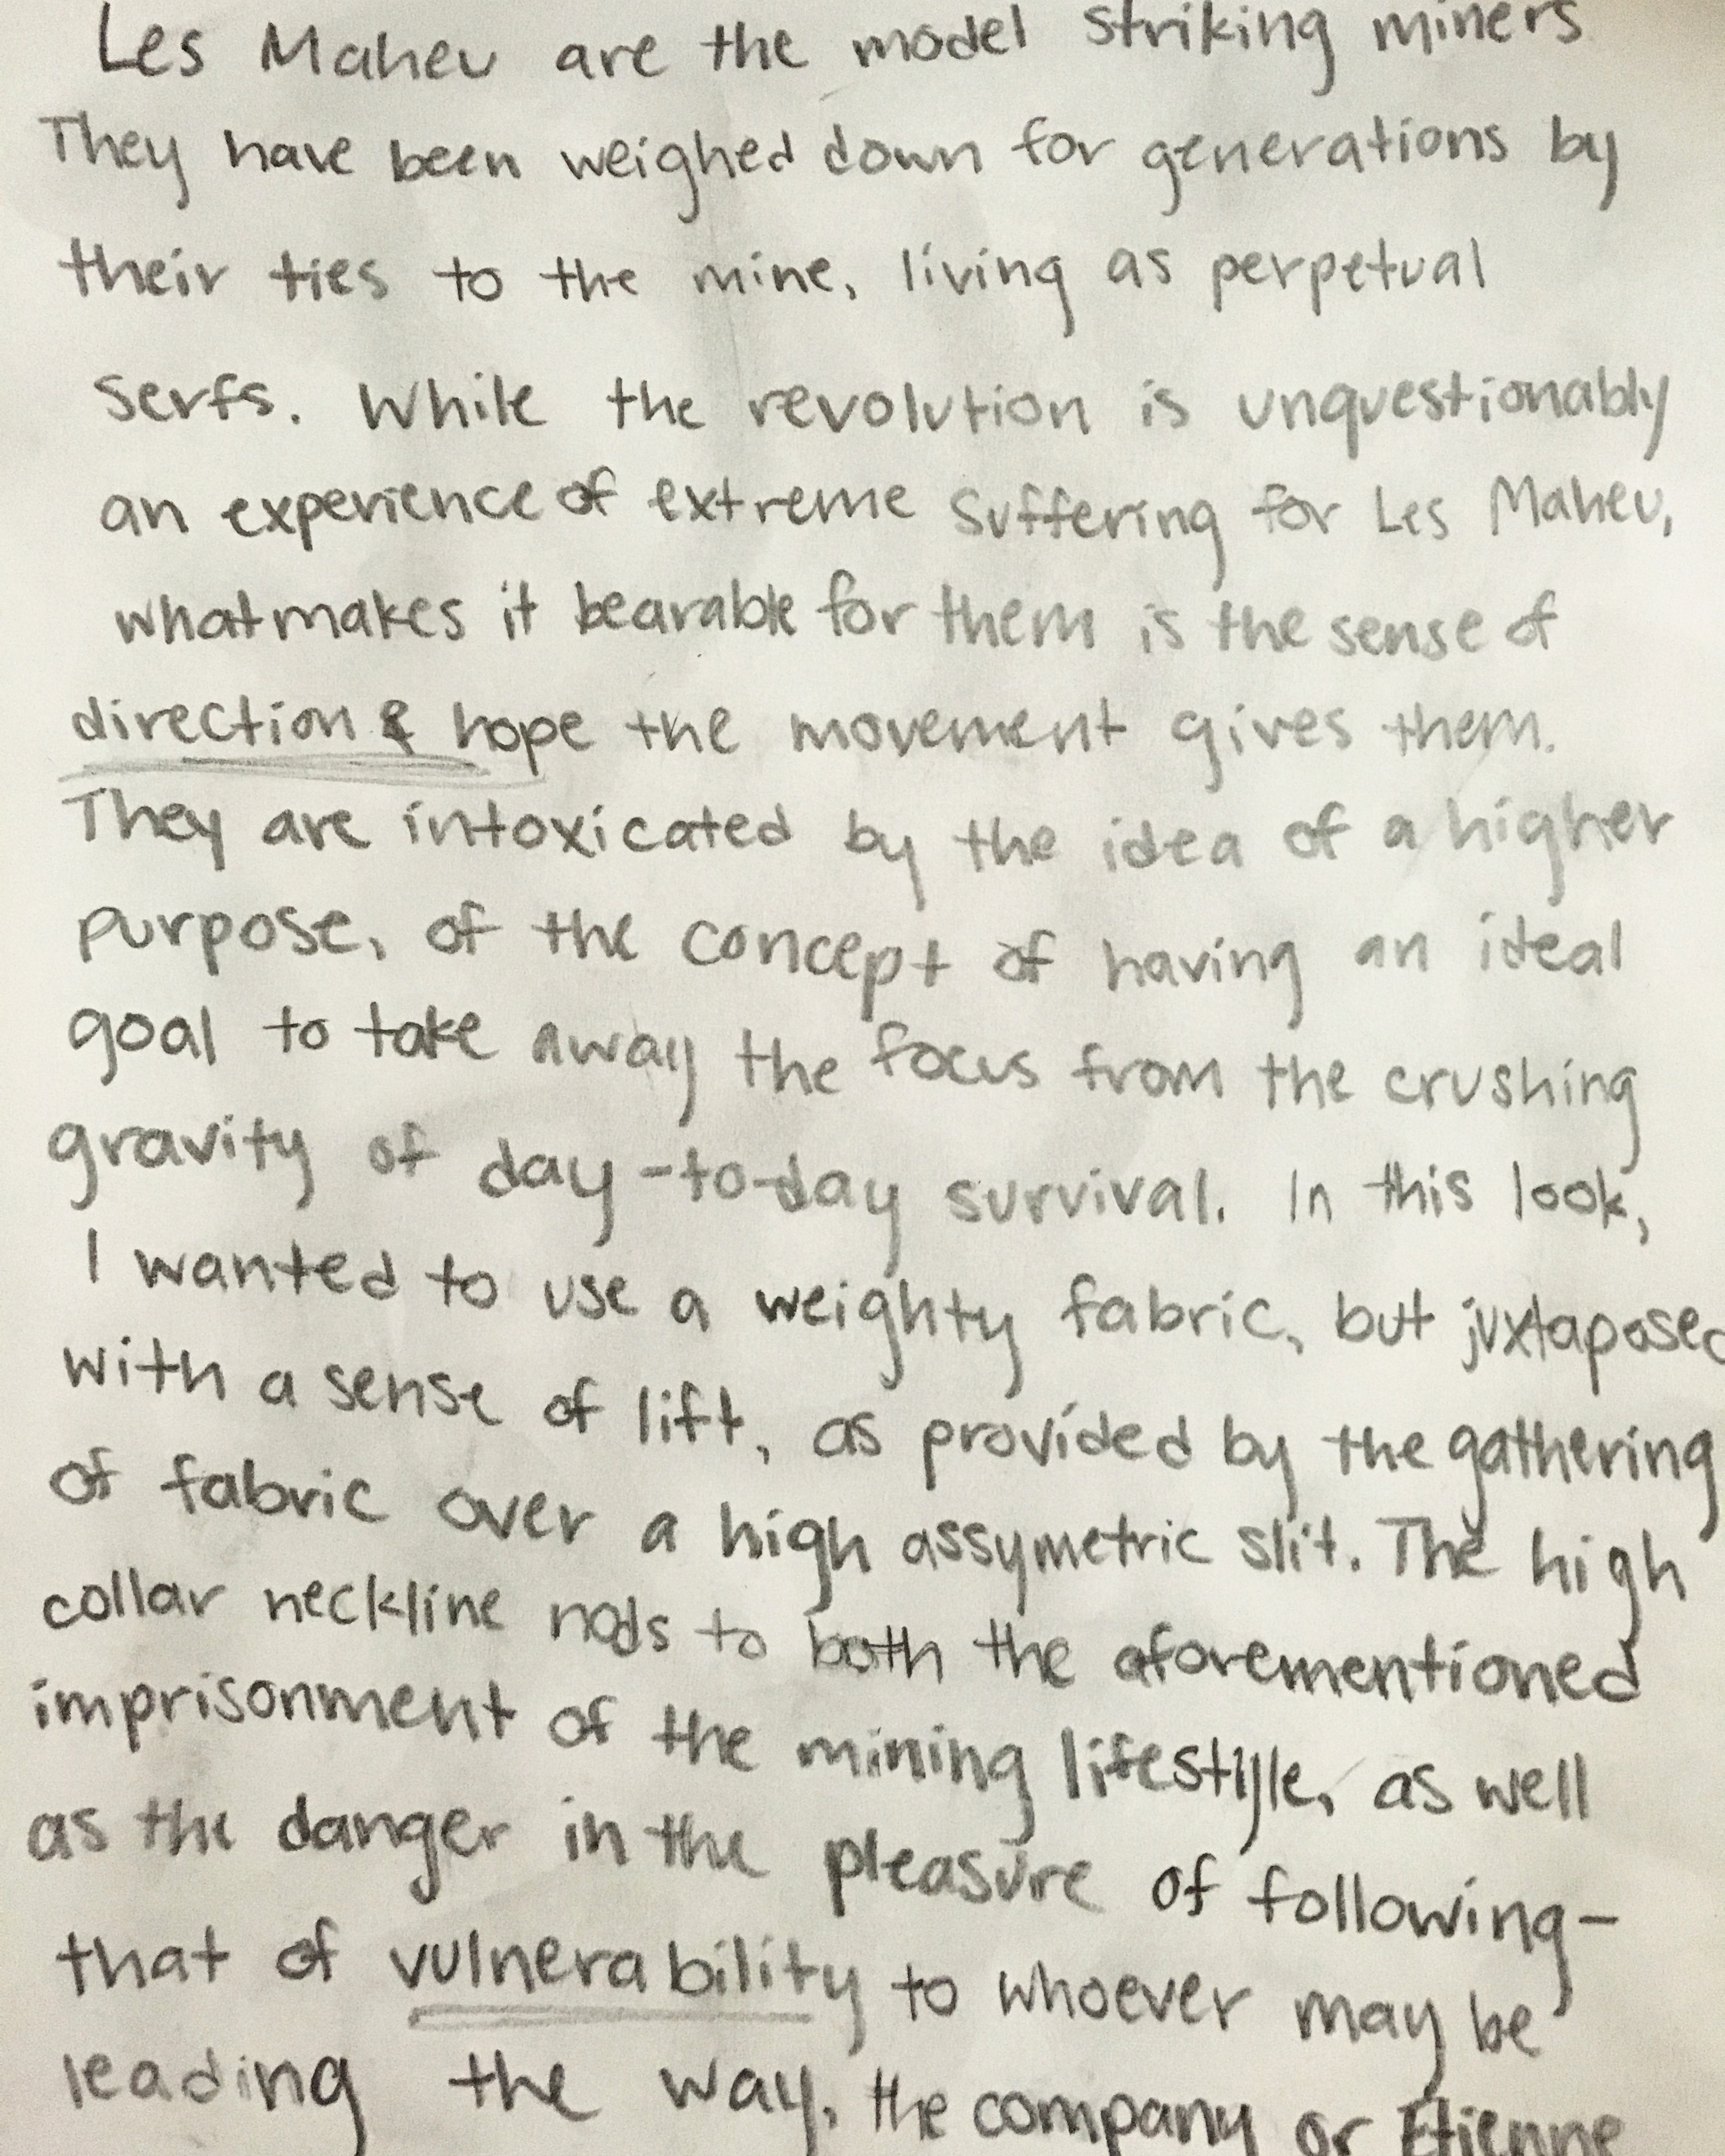 Les Maheu are the model striking miners
They have been weighed down for generations by
their ties to the mine, living as perpetual
serfs. While the revolution is unquestionably
an experience of extreme suffering for Les Maheu,
what makes it bearable for them is the sense of
direction & hope the movement gives them.
They are intoxicated by the idea of a higher
purpose, of the concept of having an ideal
goal to take away the focus from the crushing
gravity of day-to-day survival. In this look,
I wanted to use a weighty fabric, but juxtaposed
with a sense of lift, as provided by the gathering
of fabric over a high assymetric slit. The high
collar neckline nods to both the aforementioned
imprisonment of the mining lifestyle, as well
as the danger in the pleasure of following-
that of vulnerability to whoever may be
leading the way, the company or Etienne